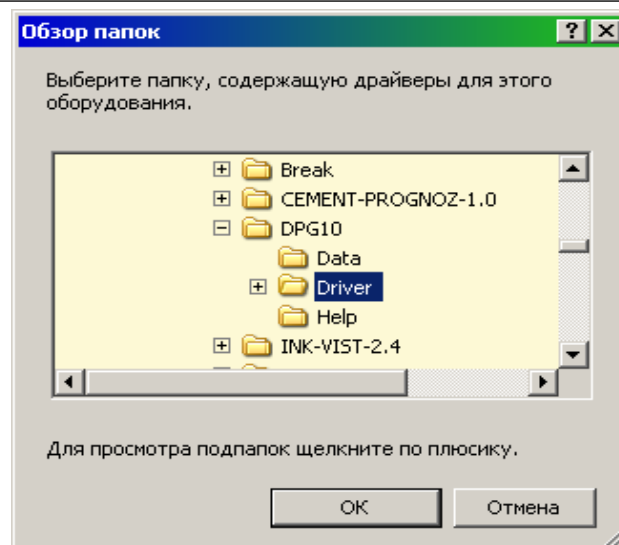 Обзор папок
Выберите папку, содержащую драйверы для этого
оборудования.
Break
CEMENT-PROGNOZ-1.0
DPG10
Data
Driver
Help
INK-VIST-2.4
Для просмотра подпапок щелкните по плюсику.
ОК
Отмена